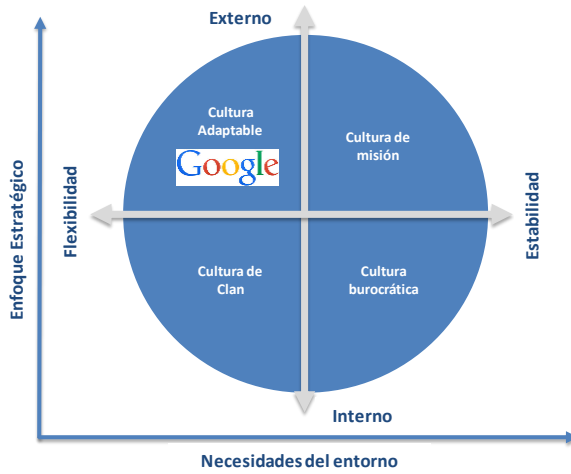 Externo
Cultura
Adaptable
Google
Cultura de
misión
Enfoque Estratégico
Flexibilidad
Estabilidad
Cultura de
Clan
Cultura
burocrática
Interno
Necesidades del entorno